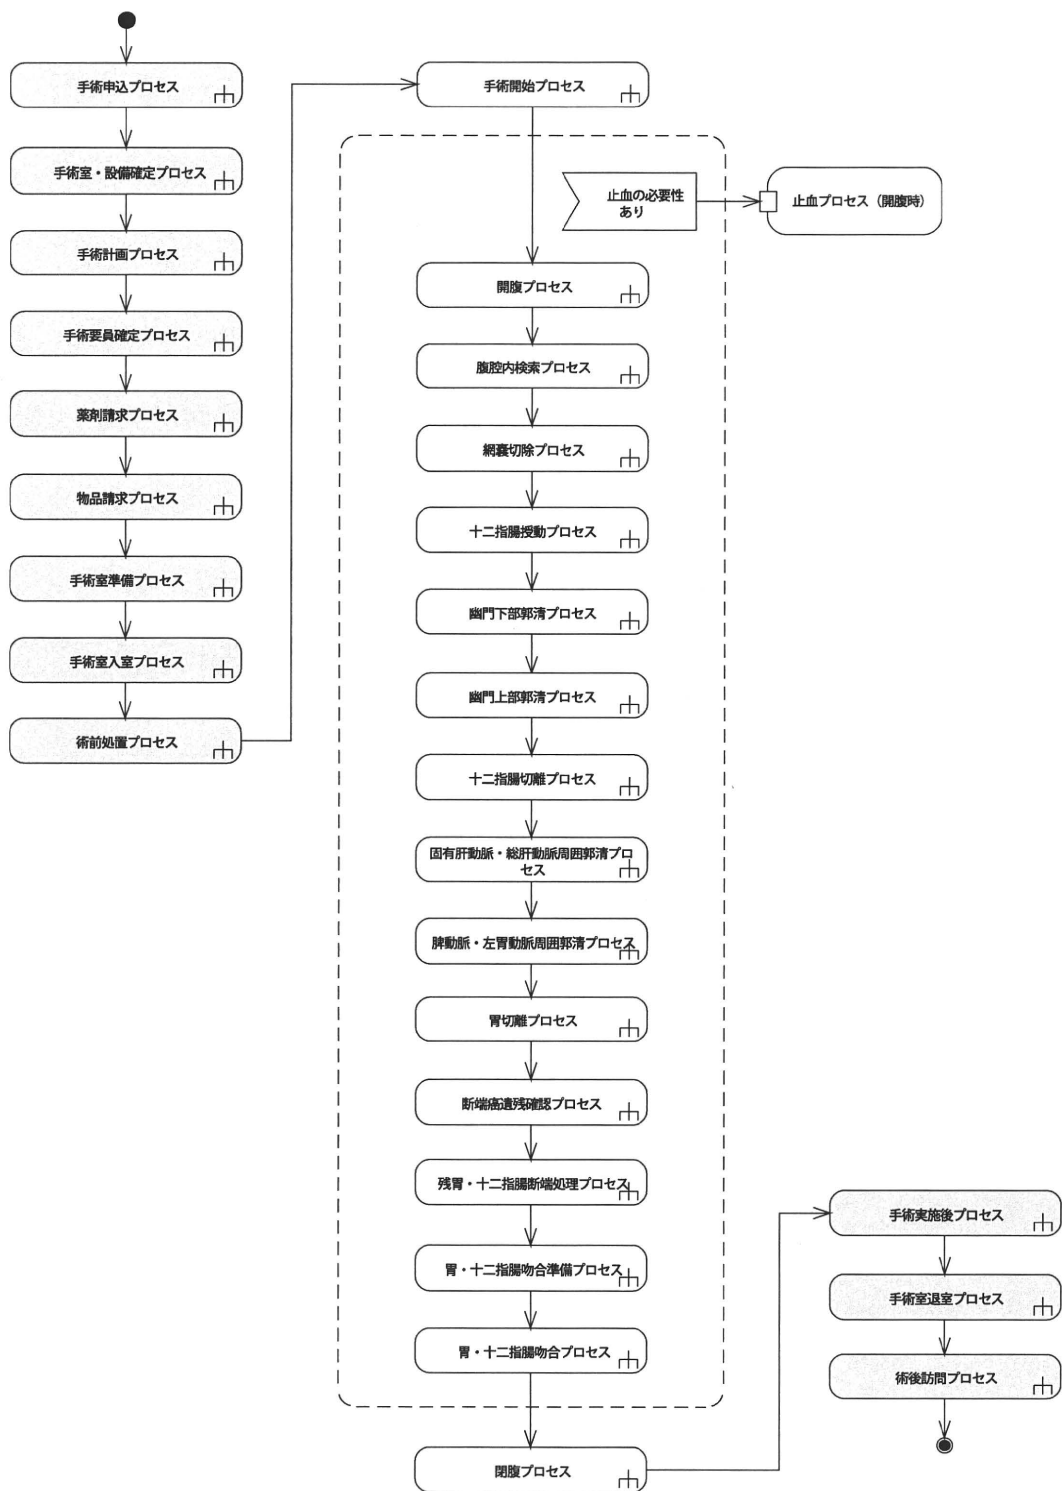 手術申込プロセス
手術室・設備確定プロセス
手術計画プロセス
手術要員確定プロセス
薬剤請求プロセス
物品請求プロセス
手術室準備プロセス
手術室入室プロセス
術前処置プロセス
手術開始プロセス
止血の必要性
あり
止血プロセス（開腹時）
開腹プロセス
腹腔内検索プロセス
網嚢切除プロセス
十二指腸授動プロセス
幽門下部郭清プロセス
幽門上部郭清プロセス
十二指腸切離プロセス
固有肝動脈・総肝動脈周囲郭清プロ
セス
脾動脈・左胃動脈周囲郭清プロセス
胃切離プロセス
断端癌遺残確認プロセス
残胃・十二指腸断端処理プロセス
胃・十二指腸吻合準備プロセス
胃・十二指腸吻合プロセス
閉腹プロセス
手術実施後プロセス
手術室退室プロセス
術後訪問プロセス